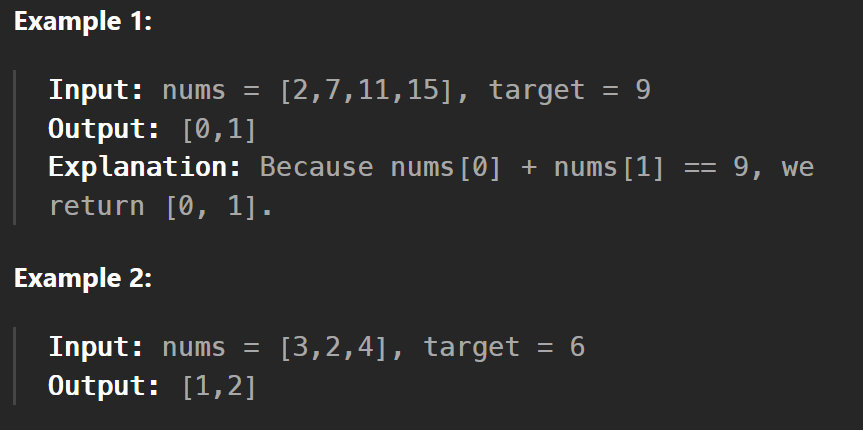 Example 1:
Input: nums = [2,7,11,15], target = 9
Output: [0,1]
Explanation: Because nums[0] + nums[1] == 9, we
return [0, 1].
Example 2:
Input: nums = [3,2,4], target = 6
Output: [1,2]